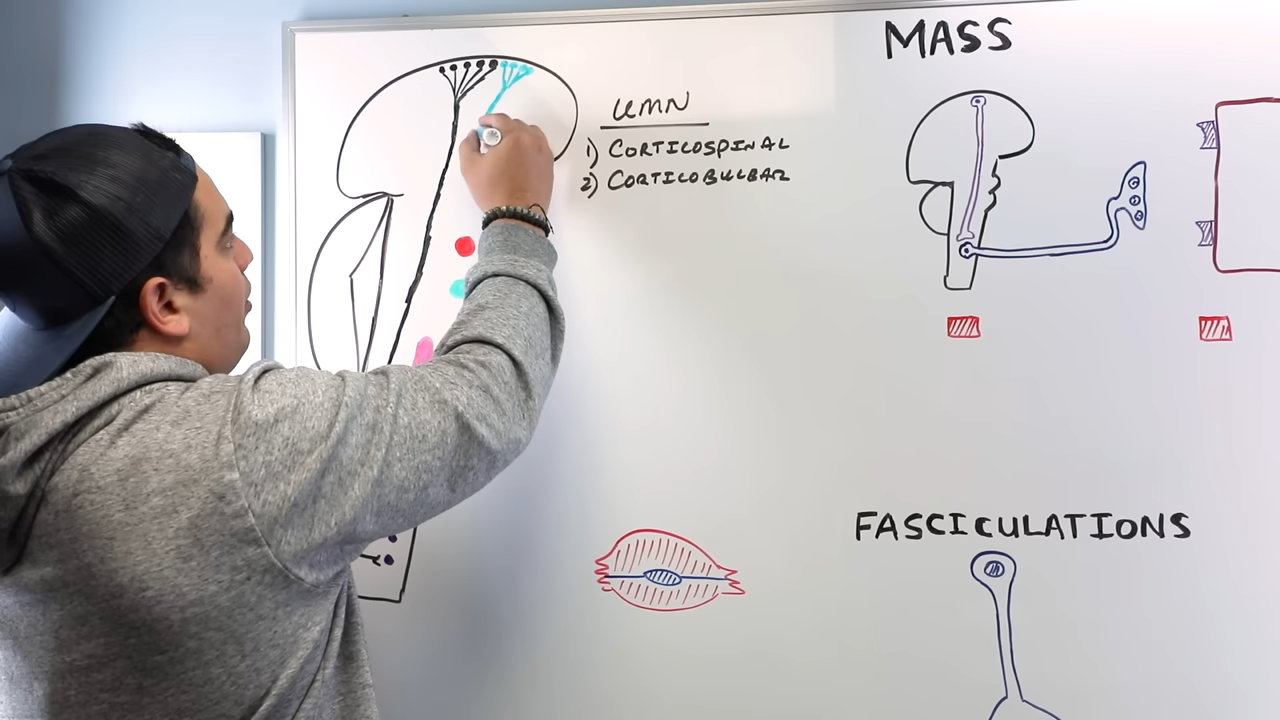 UMN
1) CORTICOSPINAL
2) CORTICOBULBAR
MASS
FASCICULATIONS